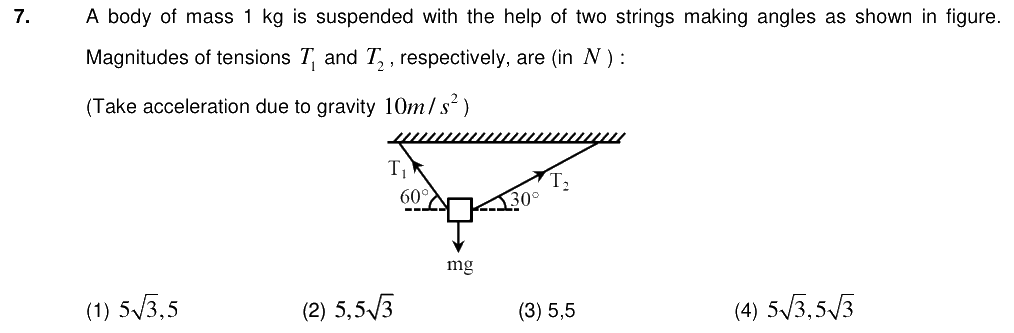 7. A body of mass 1 kg is suspended with the help of two strings making angles as shown in figure.
Magnitudes of tensions T₁ and T₂ , respectively, are (in N ) :
(Take acceleration due to gravity 10m / s² )
T₁
T₂
60°
30°
mg
(1) 5√3,5 (2) 5,5√3 (3) 5,5 (4) 5√3,5√3